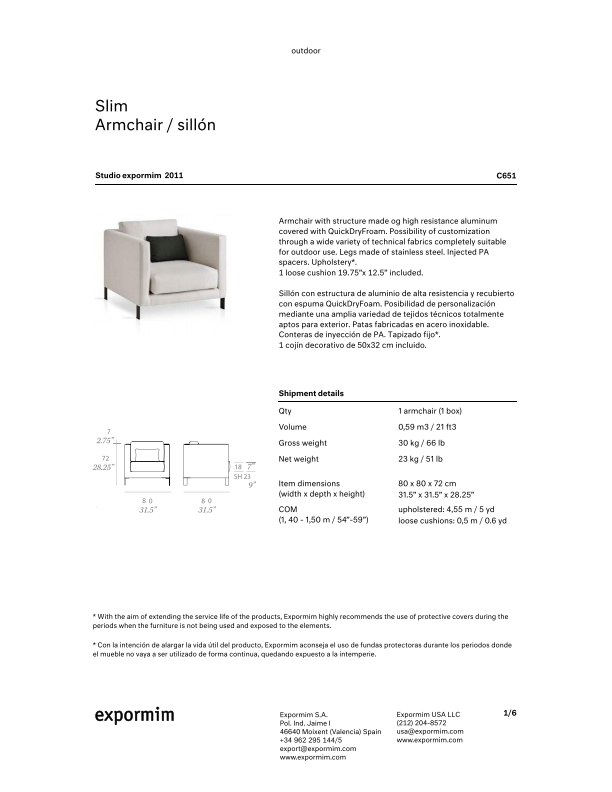 outdoor
Slim
Armchair / sillón
Studio expormim 2011
C651
Armchair with structure made og high resistance aluminum
covered with QuickDryFoam. Possibility of customization
through a wide variety of technical fabrics completely suitable
for outdoor use. Legs made of stainless steel. Injected PA
spacers. Upholstery*.
1 loose cushion 19.75"x 12.5" included.
Sillón con estructura de aluminio de alta resistencia y recubierto
con espuma QuickDryFoam. Posibilidad de personalización
mediante una amplia variedad de tejidos técnicos totalmente
aptos para exterior. Patas fabricadas en acero inoxidable.
Conteras de inyección de PA. Tapizado fijo*.
1 cojín decorativo de 50x32 cm incluido.
Shipment details
Qty 1 armchair (1 box)
Volume 0,59 m3 / 21 ft3
Gross weight 30 kg / 66 lb
Net weight 23 kg / 51 lb
Item dimensions 80 x 80 x 72 cm
(width x depth x height) 31.5" x 31.5" x 28.25"
COM upholstered: 4,55 m / 5 yd
(1, 40 - 1,50 m / 54"-59") loose cushions: 0,5 m / 0.6 yd
7
2.75"
72
28.25"
18 7"
SH 23
9"
80 80
31.5" 31.5"
* With the aim of extending the service life of the products, Expormim highly recommends the use of protective covers during the
periods when the furniture is not being used and exposed to the elements.
* Con la intención de alargar la vida útil del producto, Expormim aconseja el uso de fundas protectoras durante los periodos donde
el mueble no vaya a ser utilizado de forma continua, quedando expuesto a la intemperie.
expormim
Expormim S.A.
Pol. Ind. Jaime I
46640 Moixent (Valencia) Spain
+34 962 295 144/5
export@expormim.com
www.expormim.com
Expormim USA LLC
(212) 204-8572
usa@expormim.com
www.expormim.com
1/6